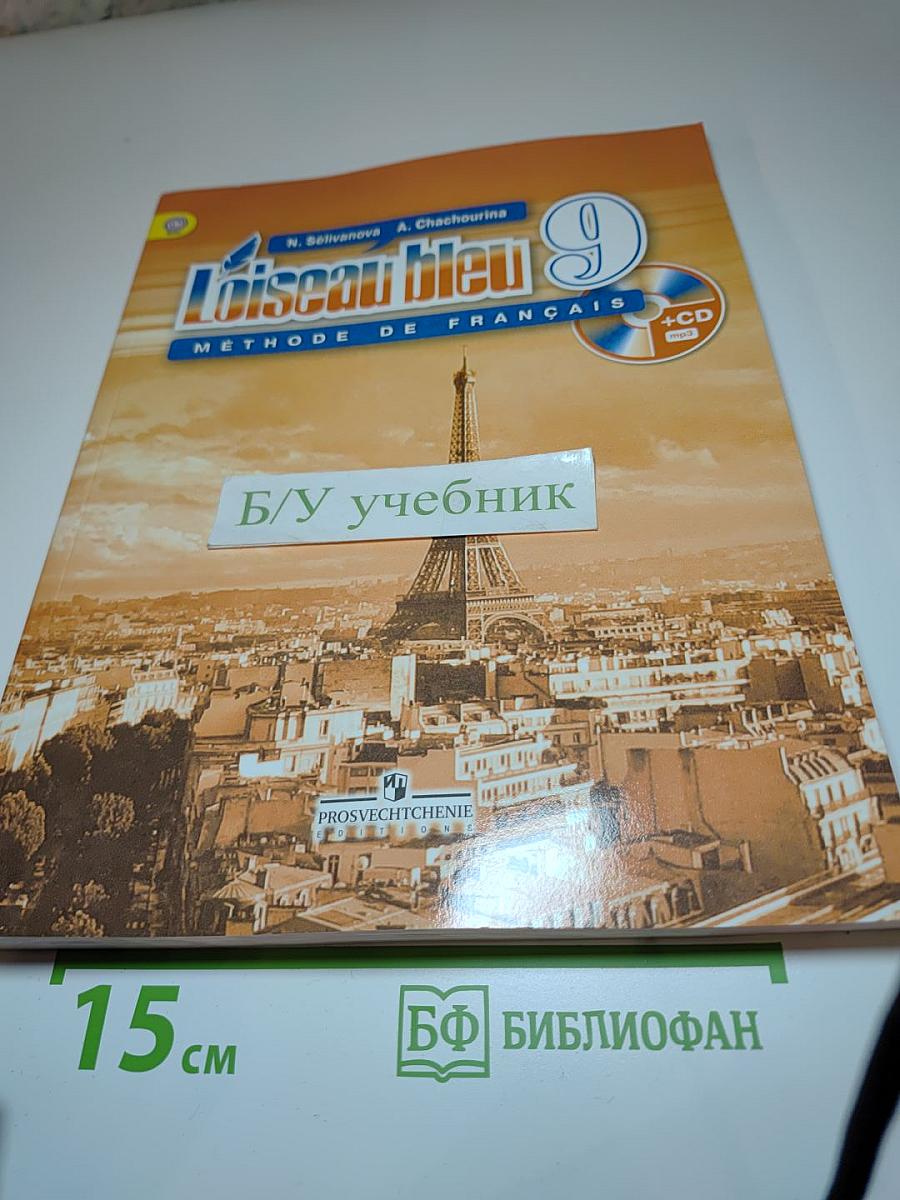 N. Sélivanova A. Chachourina
L'oiseau bleu 9
MÉTHODE DE FRANÇAIS
+CD
mp3
Б/У учебник
PROSVECHTCHENIE
EDITIONS
15 см
БФ БИБЛИОФАН